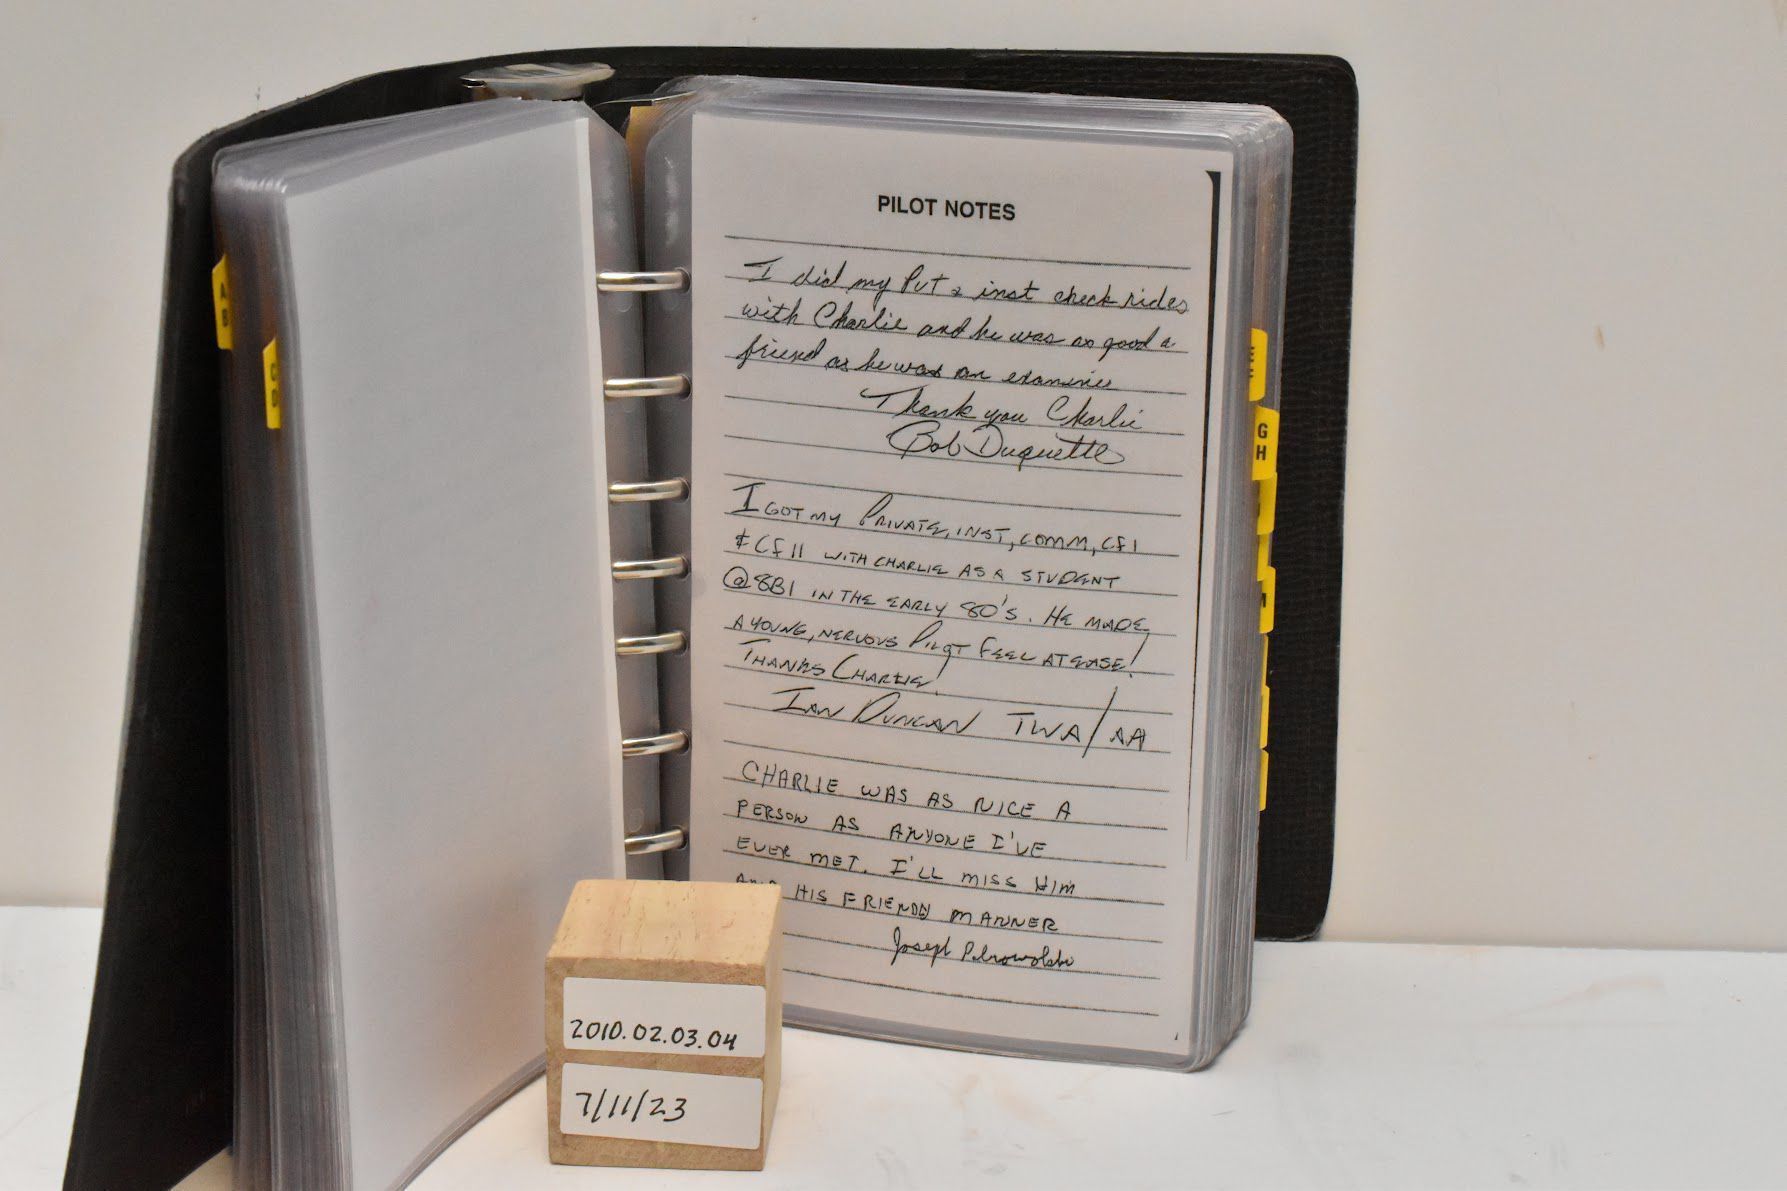 PILOT NOTES
I did my Pvt & inst check rides
with Charlie and he was as good a
friend as he was an examiner
Thank you Charlie
Bob Duquette
I GOT MY PRIVATE, INST, COMM, CFI
& CFII WITH CHARLIE AS A STUDENT
@ 8B1 IN THE EARLY 80'S. HE MADE
A YOUNG, NERVOUS PILOT FEEL AT EASE!
THANKS CHARLIE!
IAN DUNCAN TWA/AA
CHARLIE WAS AS NICE A
PERSON AS ANYONE I'VE
EVER MET. I'LL MISS HIM
AND HIS FRIENDY MANNER
Joseph
A
B
C
D
E
F
G
H
M
2010.02.03.04
7/11/23